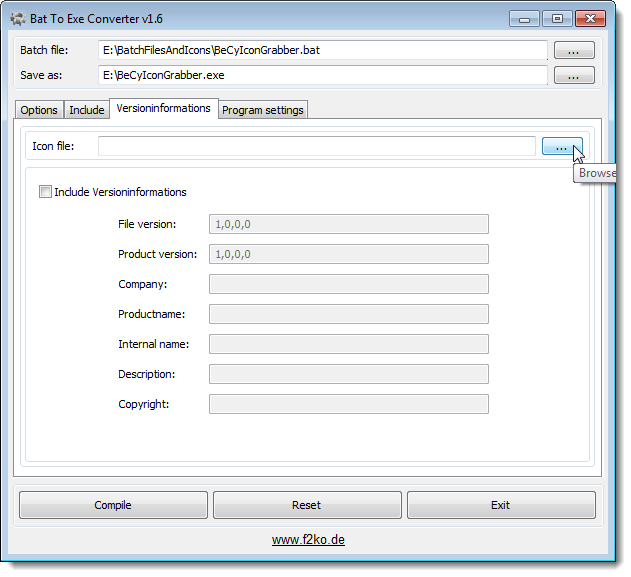 Bat To Exe Converter v1.6
Batch file: E:\BatchFilesAndIcons\BeCyIconGrabber.bat ...
Save as: E:\BeCyIconGrabber.exe ...
Options Include Versioninformations Program settings
Icon file: ...
Browse
Include Versioninformations
File version: 1,0,0,0
Product version: 1,0,0,0
Company:
Productname:
Internal name:
Description:
Copyright:
Compile Reset Exit
www.f2ko.de